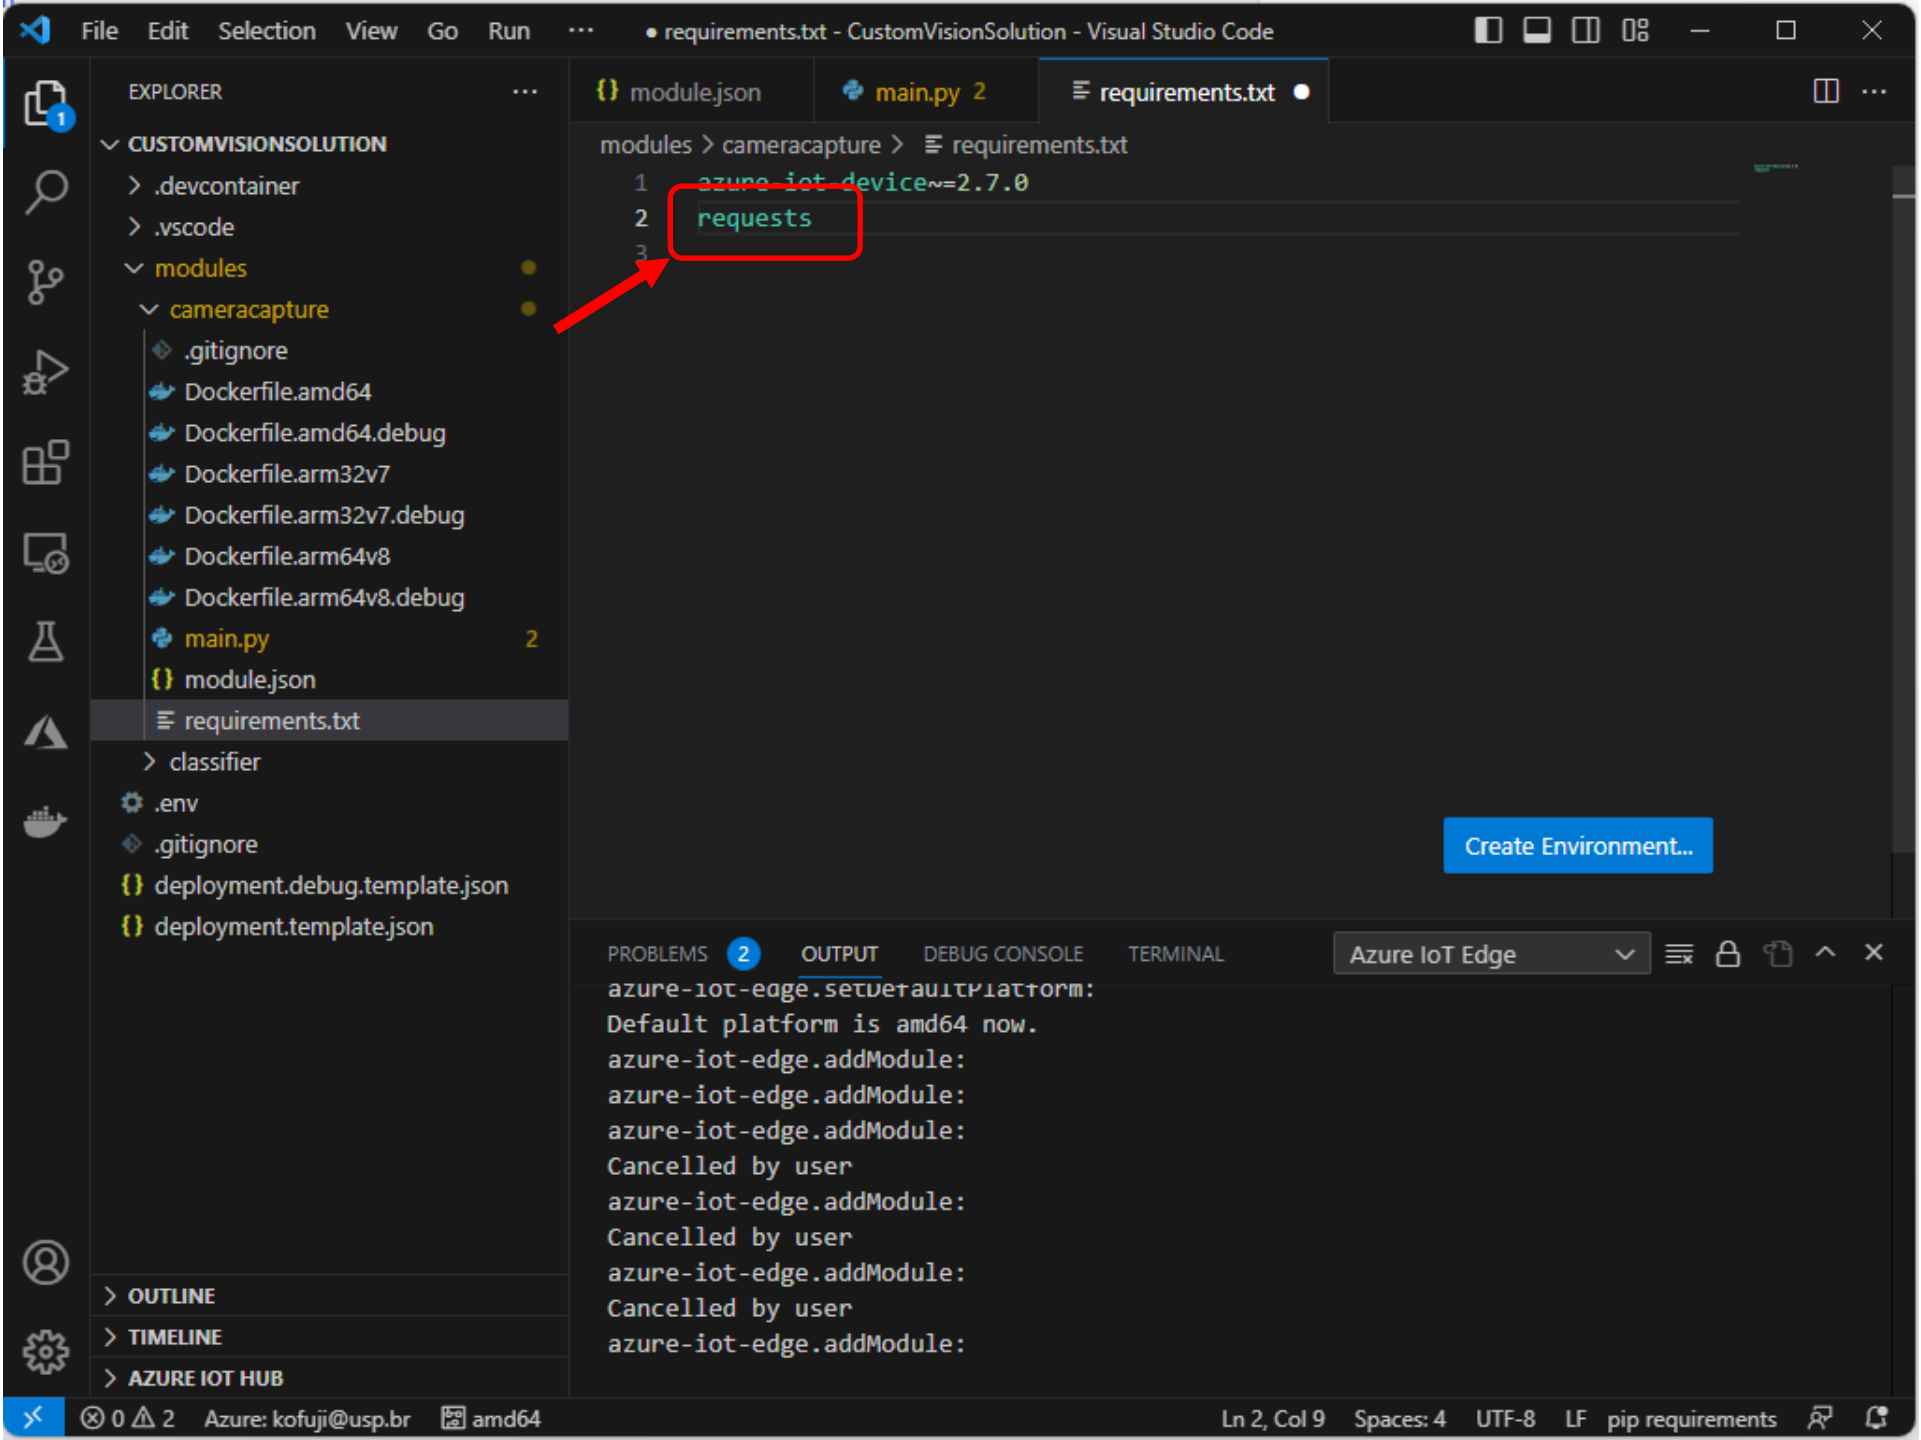 File Edit Selection View Go Run ··· ● requirements.txt - CustomVisionSolution - Visual Studio Code
EXPLORER ···
1
CUSTOMVISIONSOLUTION
.devcontainer
.vscode
modules
cameracapture
.gitignore
Dockerfile.amd64
Dockerfile.amd64.debug
Dockerfile.arm32v7
Dockerfile.arm32v7.debug
Dockerfile.arm64v8
Dockerfile.arm64v8.debug
main.py 2
{} module.json
requirements.txt
classifier
.env
.gitignore
{} deployment.debug.template.json
{} deployment.template.json
OUTLINE
TIMELINE
AZURE IOT HUB
{} module.json main.py 2 requirements.txt ●
modules > cameracapture > requirements.txt
1 azure-iot-device~=2.7.0
2 requests
3
Create Environment...
PROBLEMS 2 OUTPUT DEBUG CONSOLE TERMINAL Azure IoT Edge
azure-iot-edge.setDefaultPlatform:
Default platform is amd64 now.
azure-iot-edge.addModule:
azure-iot-edge.addModule:
azure-iot-edge.addModule:
Cancelled by user
azure-iot-edge.addModule:
Cancelled by user
azure-iot-edge.addModule:
Cancelled by user
azure-iot-edge.addModule:
0 2 Azure: kofuji@usp.br amd64 Ln 2, Col 9 Spaces: 4 UTF-8 LF pip requirements